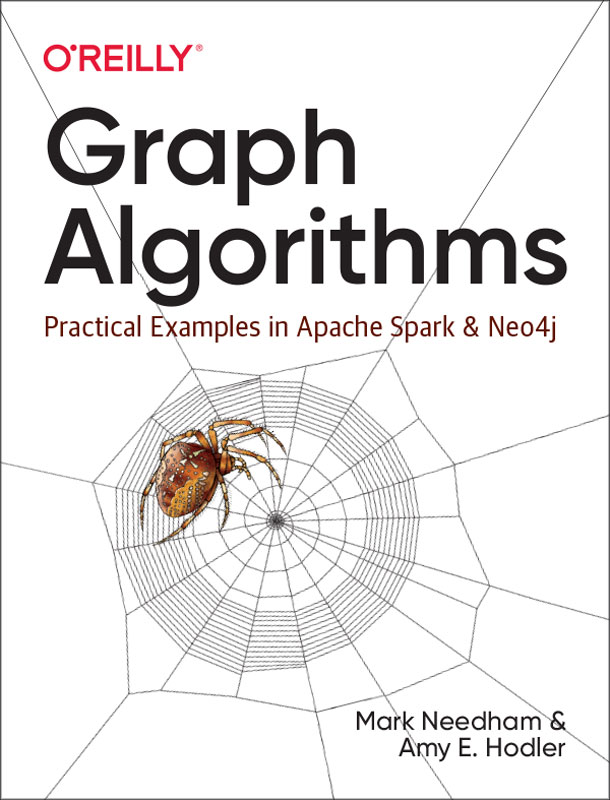 O'REILLY®
Graph
Algorithms
Practical Examples in Apache Spark & Neo4j
Mark Needham &
Amy E. Hodler